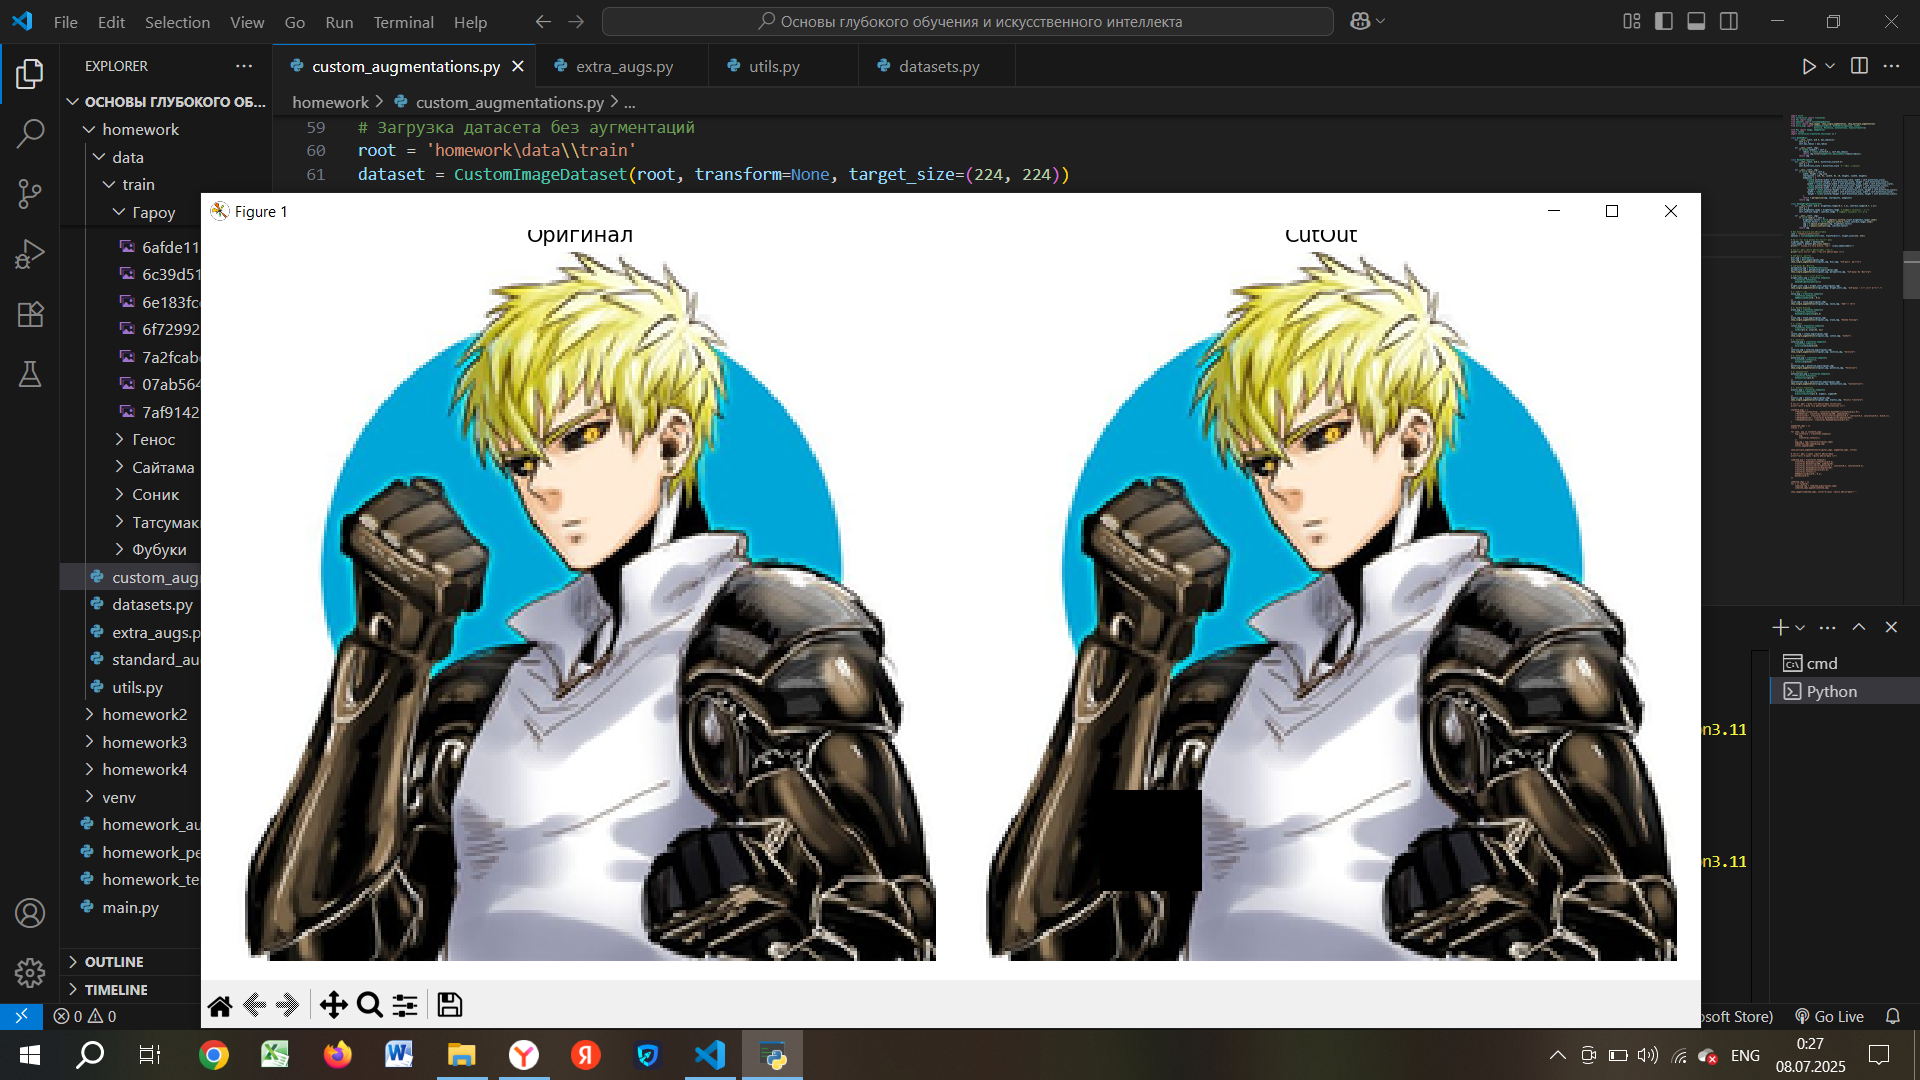 File Edit Selection View Go Run Terminal Help
Основы глубокого обучения и искусственного интеллекта
EXPLORER
custom_augmentations.py
extra_augs.py
utils.py
datasets.py
ОСНОВЫ ГЛУБОКОГО ОБ...
homework > custom_augmentations.py > ...
homework
data
train
Гароу
6afde11
6c39d51
6e183fc
6f72992
7a2fcab
07ab564
7af9142
Генос
Сайтама
Соник
Татсумак
Фубуки
custom_aug
datasets.py
extra_augs.p
standard_au
utils.py
homework2
homework3
homework4
venv
homework_au
homework_pe
homework_te
main.py
OUTLINE
TIMELINE
59 # Загрузка датасета без аугментаций
60 root = 'homework\data\\train'
61 dataset = CustomImageDataset(root, transform=None, target_size=(224, 224))
Figure 1
Оригинал
CutOut
cmd
Python
on3.11
on3.11
0 0
osoft Store)
Go Live
ENG
0:27
08.07.2025